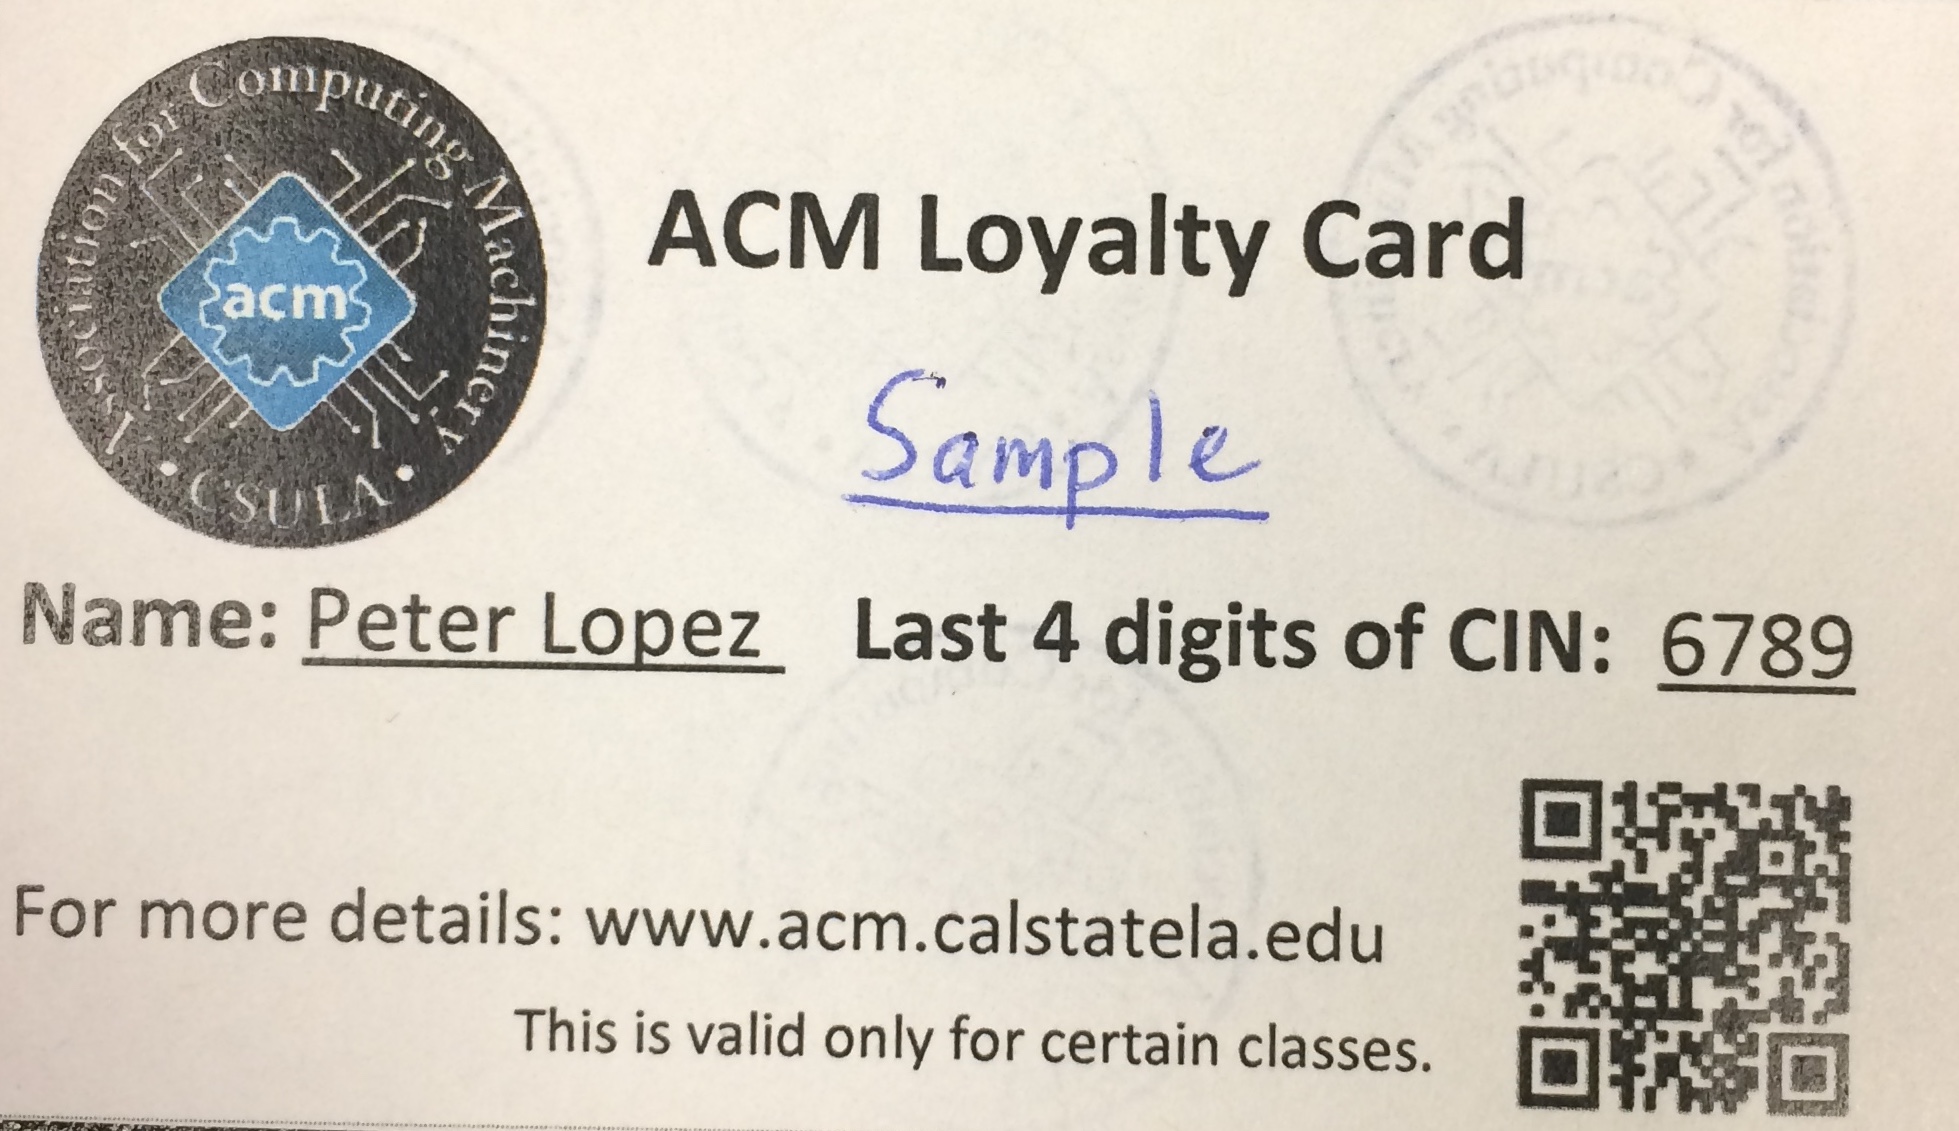 Association for Computing Machinery
acm
• CSULA •
ACM Loyalty Card
Sample
Name: Peter Lopez Last 4 digits of CIN: 6789
For more details: www.acm.calstatela.edu
This is valid only for certain classes.